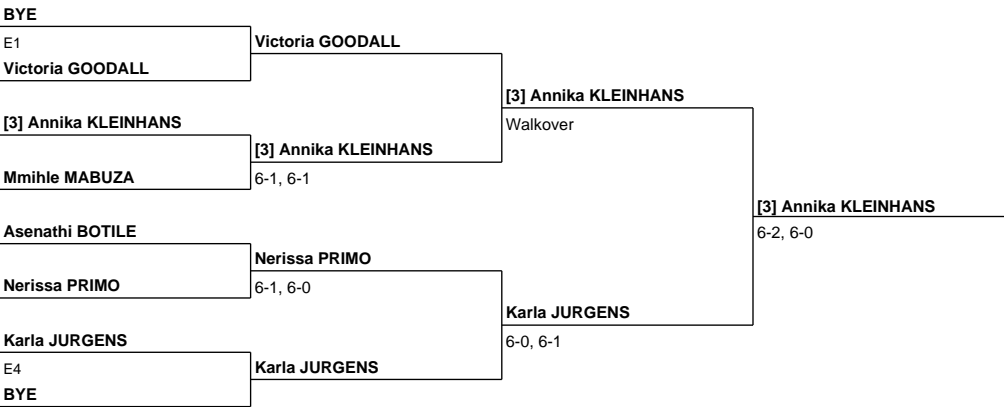 BYE
E1
Victoria GOODALL
[3] Annika KLEINHANS
Mmihle MABUZA
Asenathi BOTILE
Nerissa PRIMO
Karla JURGENS
E4
BYE
Victoria GOODALL
[3] Annika KLEINHANS
6-1, 6-1
Nerissa PRIMO
6-1, 6-0
Karla JURGENS
[3] Annika KLEINHANS
Walkover
Karla JURGENS
6-0, 6-1
[3] Annika KLEINHANS
6-2, 6-0